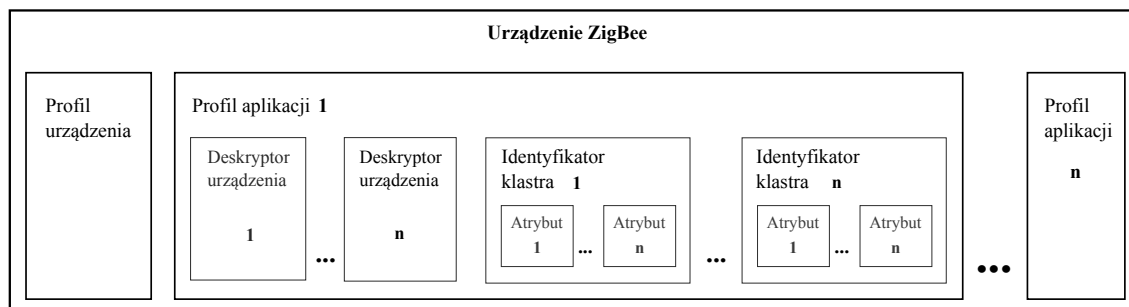 Urządzenie ZigBee
Profil
urządzenia
Profil aplikacji 1
Deskryptor
urządzenia
1
...
Deskryptor
urządzenia
n
Identyfikator
klastra 1
Atrybut
1
...
Atrybut
n
...
Identyfikator
klastra n
Atrybut
1
...
Atrybut
n
...
Profil
aplikacji
n